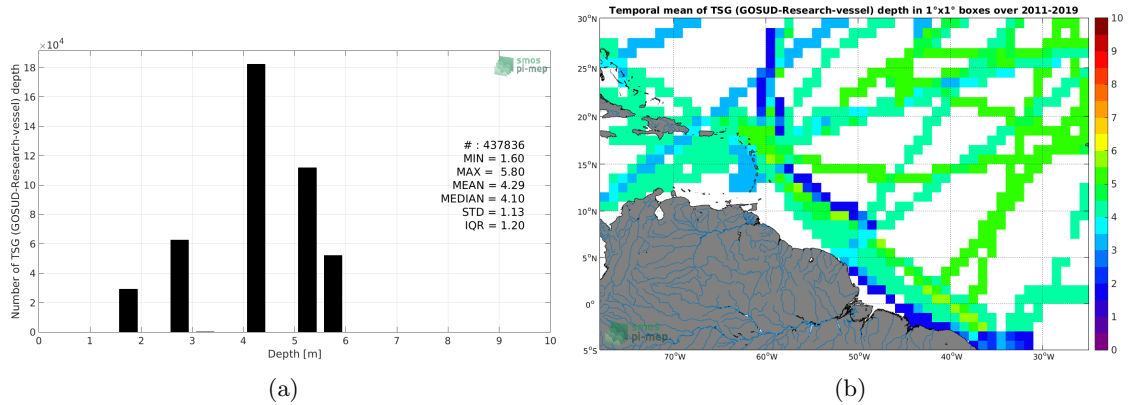 ×10⁴
18
16
14
12
10
8
6
4
2
0
Number of TSG (GOSUD-Research-vessel) depth
0 1 2 3 4 5 6 7 8 9 10
Depth [m]
smos
pi-mep
# : 437836
MIN = 1.60
MAX = 5.80
MEAN = 4.29
MEDIAN = 4.10
STD = 1.13
IQR = 1.20
(a)
Temporal mean of TSG (GOSUD-Research-vessel) depth in 1°x1° boxes over 2011-2019
30°N
25°N
20°N
15°N
10°N
5°N
0°
5°S
70°W 60°W 50°W 40°W 30°W
smos
pi-mep
10
9
8
7
6
5
4
3
2
1
0
(b)